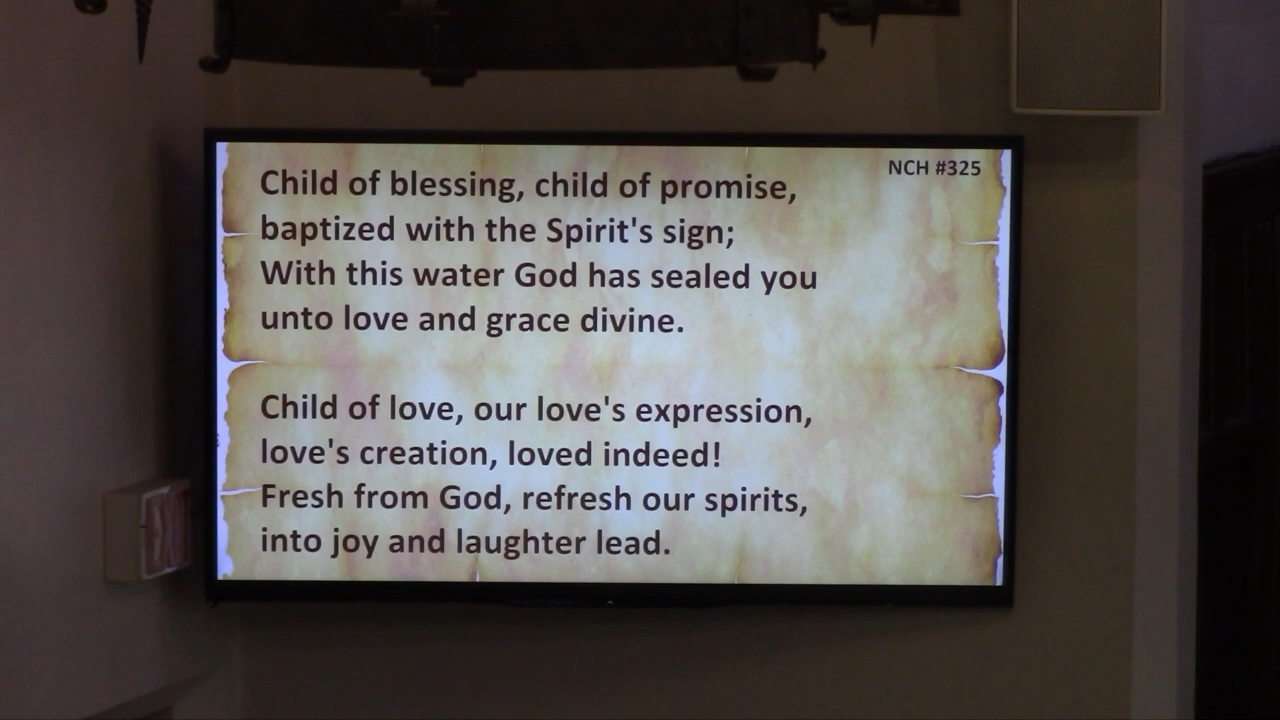 NCH #325
Child of blessing, child of promise,
baptized with the Spirit's sign;
With this water God has sealed you
unto love and grace divine.
Child of love, our love's expression,
love's creation, loved indeed!
Fresh from God, refresh our spirits,
into joy and laughter lead.